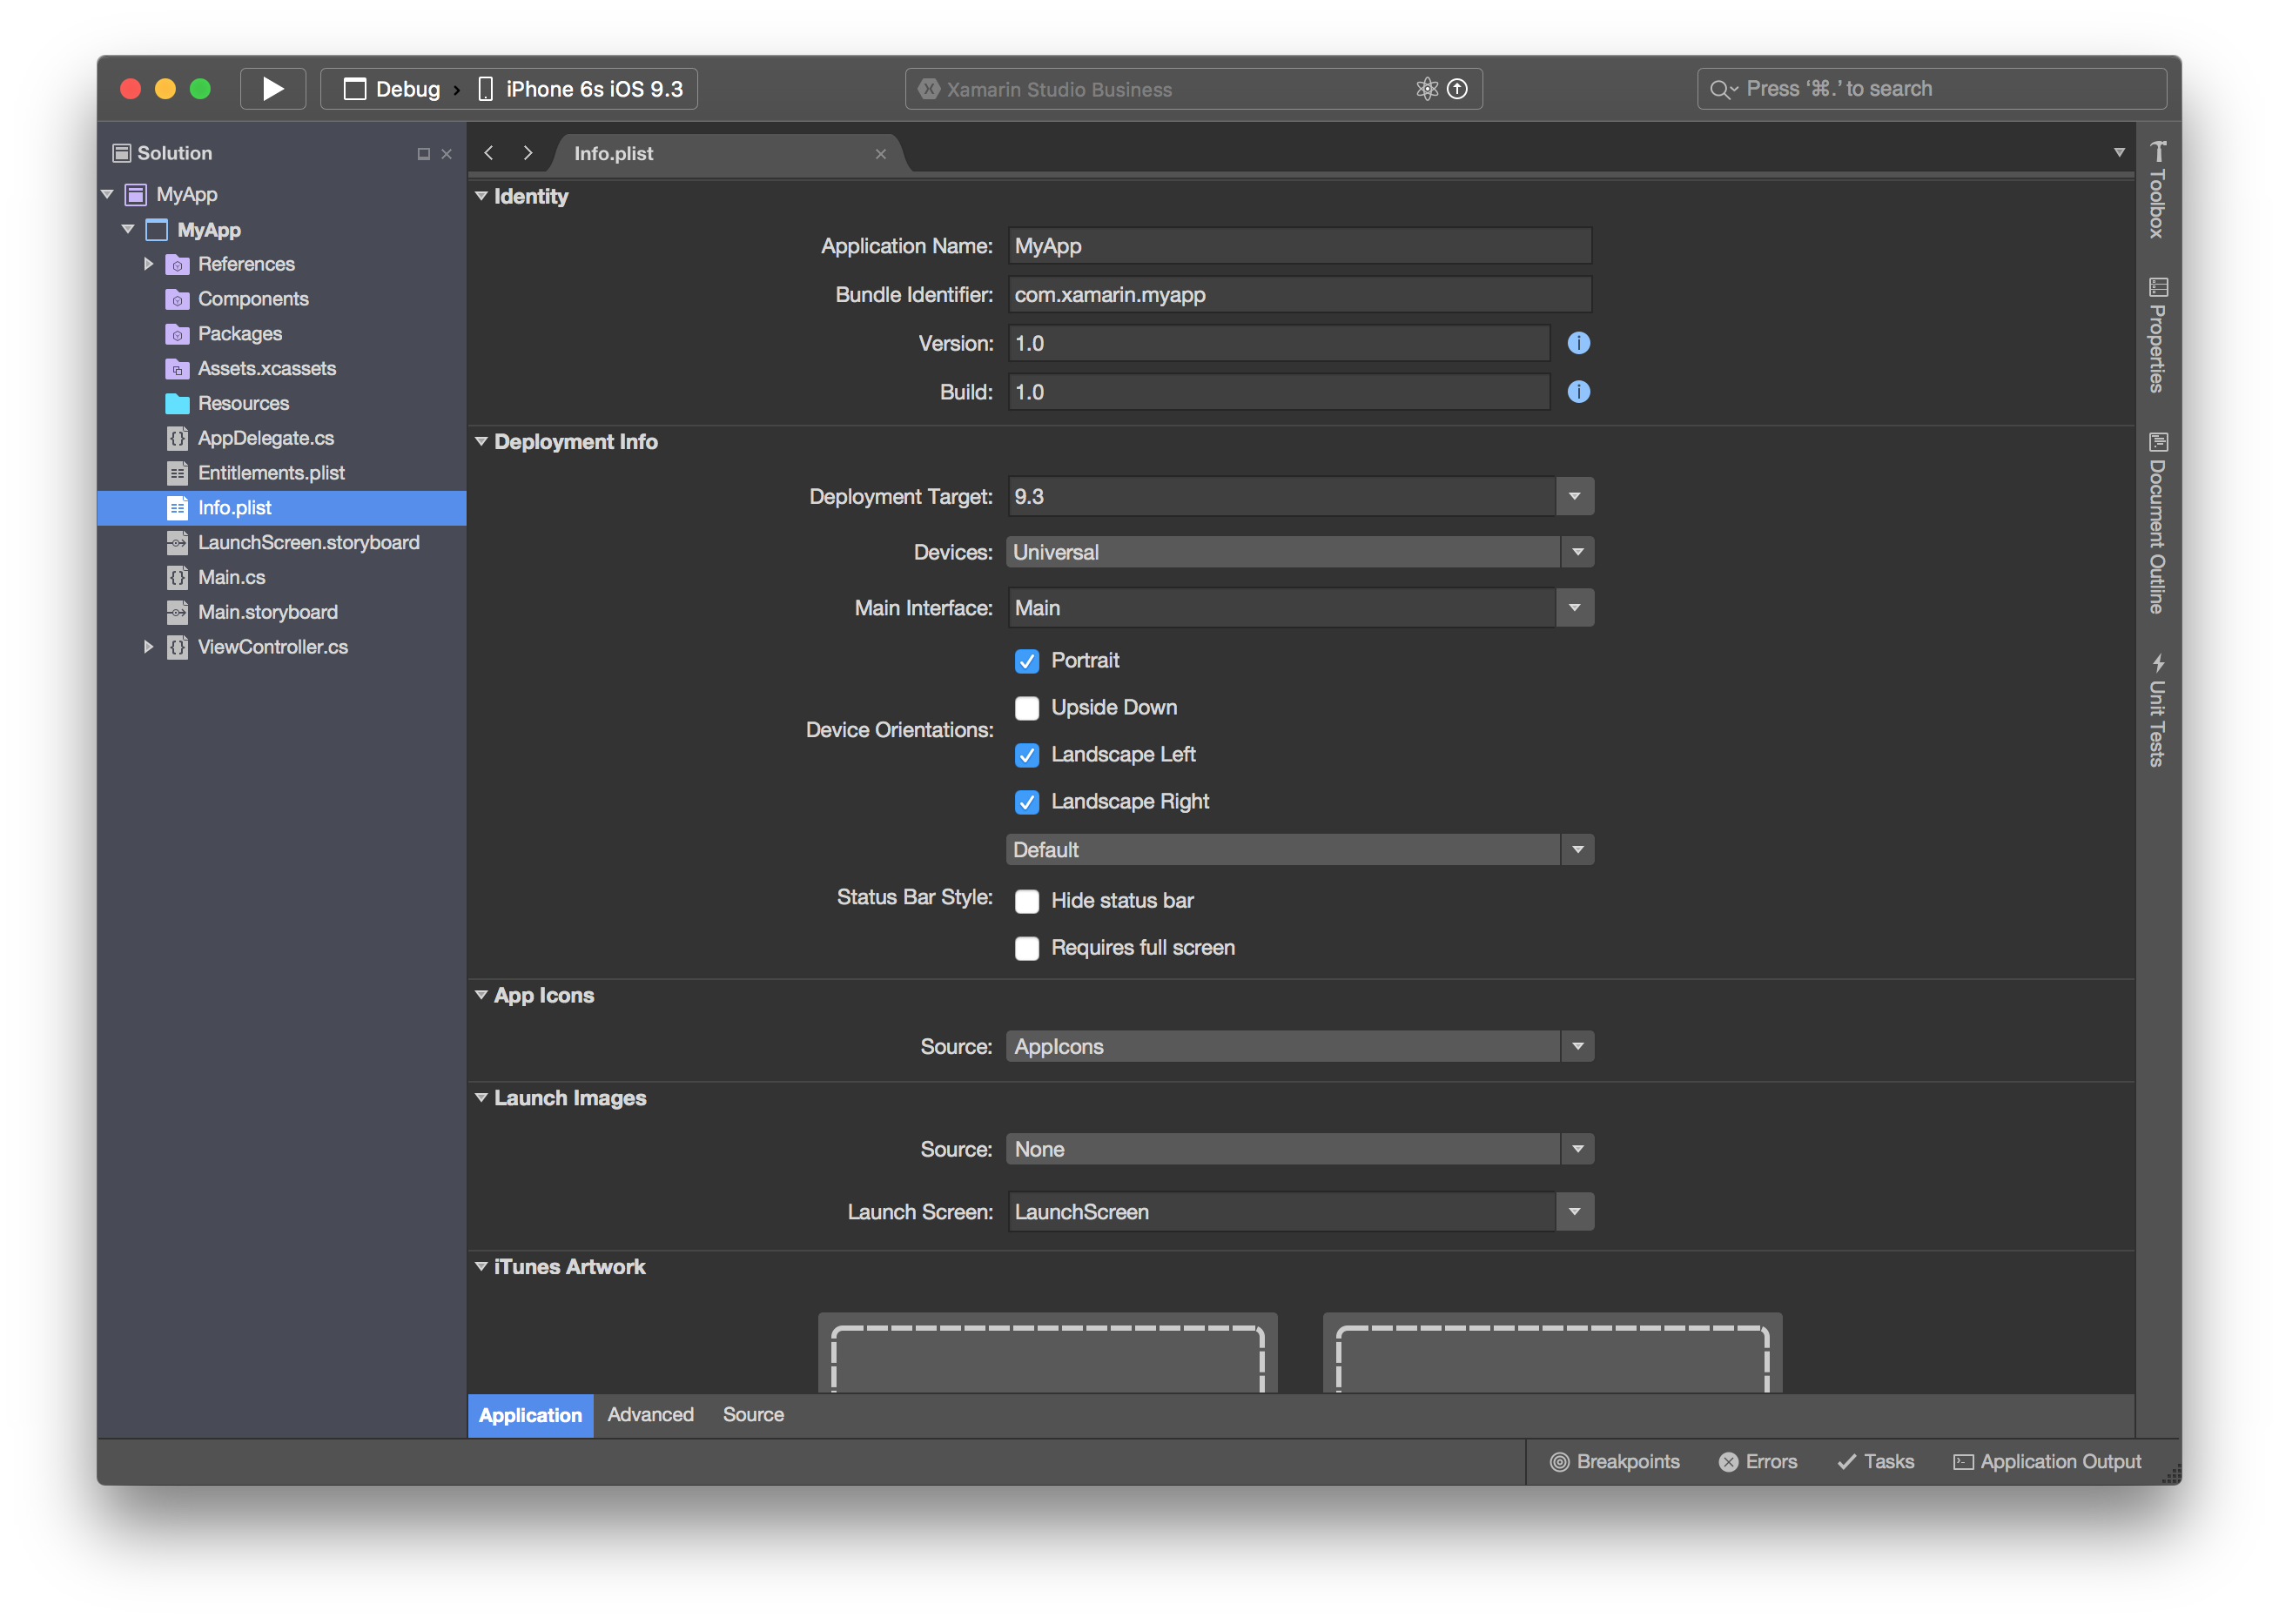 Debug › iPhone 6s iOS 9.3
Xamarin Studio Business
Press ‘⌘.’ to search
Solution
MyApp
MyApp
References
Components
Packages
Assets.xcassets
Resources
AppDelegate.cs
Entitlements.plist
Info.plist
LaunchScreen.storyboard
Main.cs
Main.storyboard
ViewController.cs
Info.plist
Identity
Application Name: MyApp
Bundle Identifier: com.xamarin.myapp
Version: 1.0
Build: 1.0
Deployment Info
Deployment Target: 9.3
Devices: Universal
Main Interface: Main
Device Orientations:
Portrait
Upside Down
Landscape Left
Landscape Right
Default
Status Bar Style:
Hide status bar
Requires full screen
App Icons
Source: AppIcons
Launch Images
Source: None
Launch Screen: LaunchScreen
iTunes Artwork
Application Advanced Source
Toolbox
Properties
Document Outline
Unit Tests
Breakpoints Errors Tasks Application Output